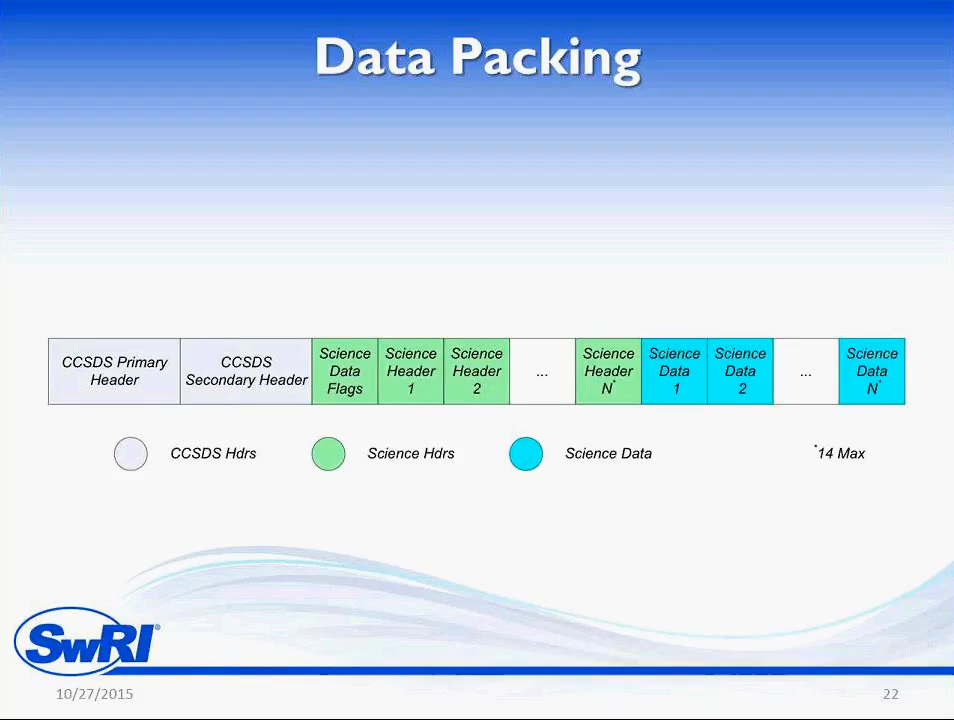 Data Packing
CCSDS Primary
Header
CCSDS
Secondary Header
Science
Data
Flags
Science
Header
1
Science
Header
2
...
Science
Header
N*
Science
Data
1
Science
Data
2
...
Science
Data
N*
CCSDS Hdrs
Science Hdrs
Science Data
*14 Max
SwRI®
10/27/2015
22